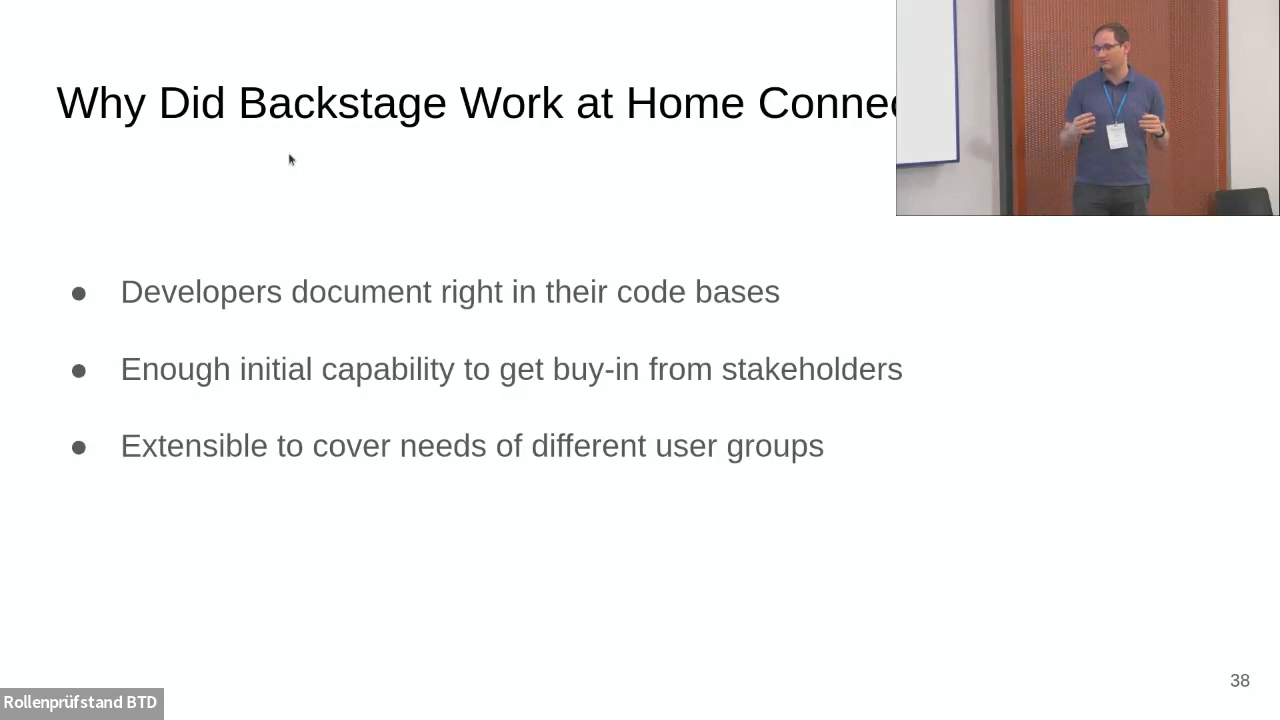 Why Did Backstage Work at Home Connec
● Developers document right in their code bases
● Enough initial capability to get buy-in from stakeholders
● Extensible to cover needs of different user groups
38
Rollenprüfstand BTD